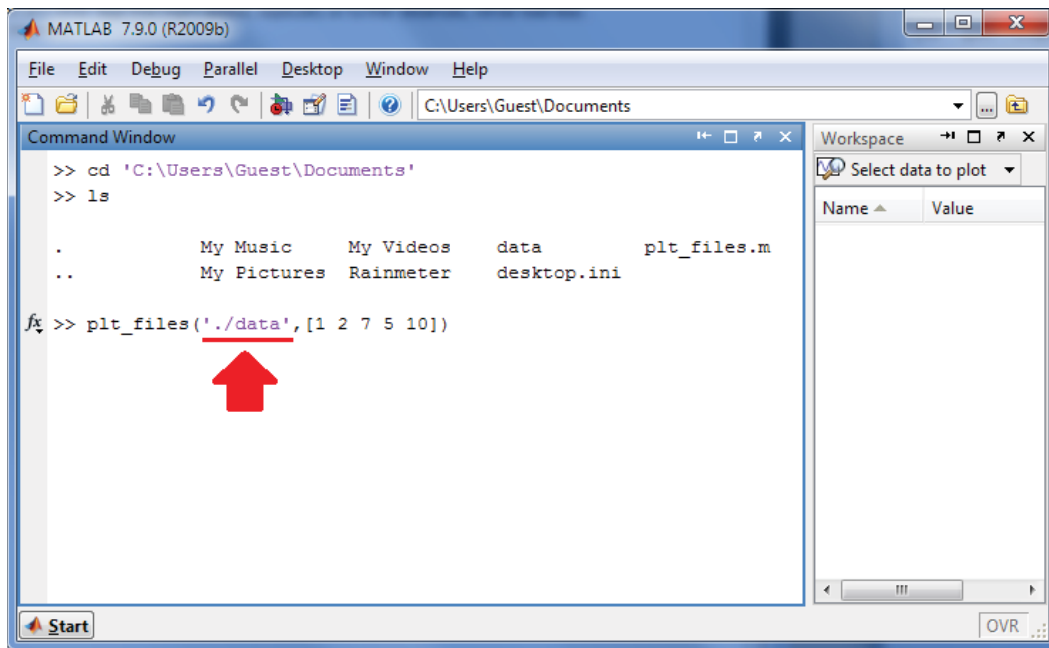 MATLAB 7.9.0 (R2009b)
File Edit Debug Parallel Desktop Window Help
C:\Users\Guest\Documents
Command Window
>> cd 'C:\Users\Guest\Documents'
>> ls
. My Music My Videos data plt_files.m
.. My Pictures Rainmeter desktop.ini
fx >> plt_files('./data',[1 2 7 5 10])
Workspace
Select data to plot
Name Value
Start
OVR